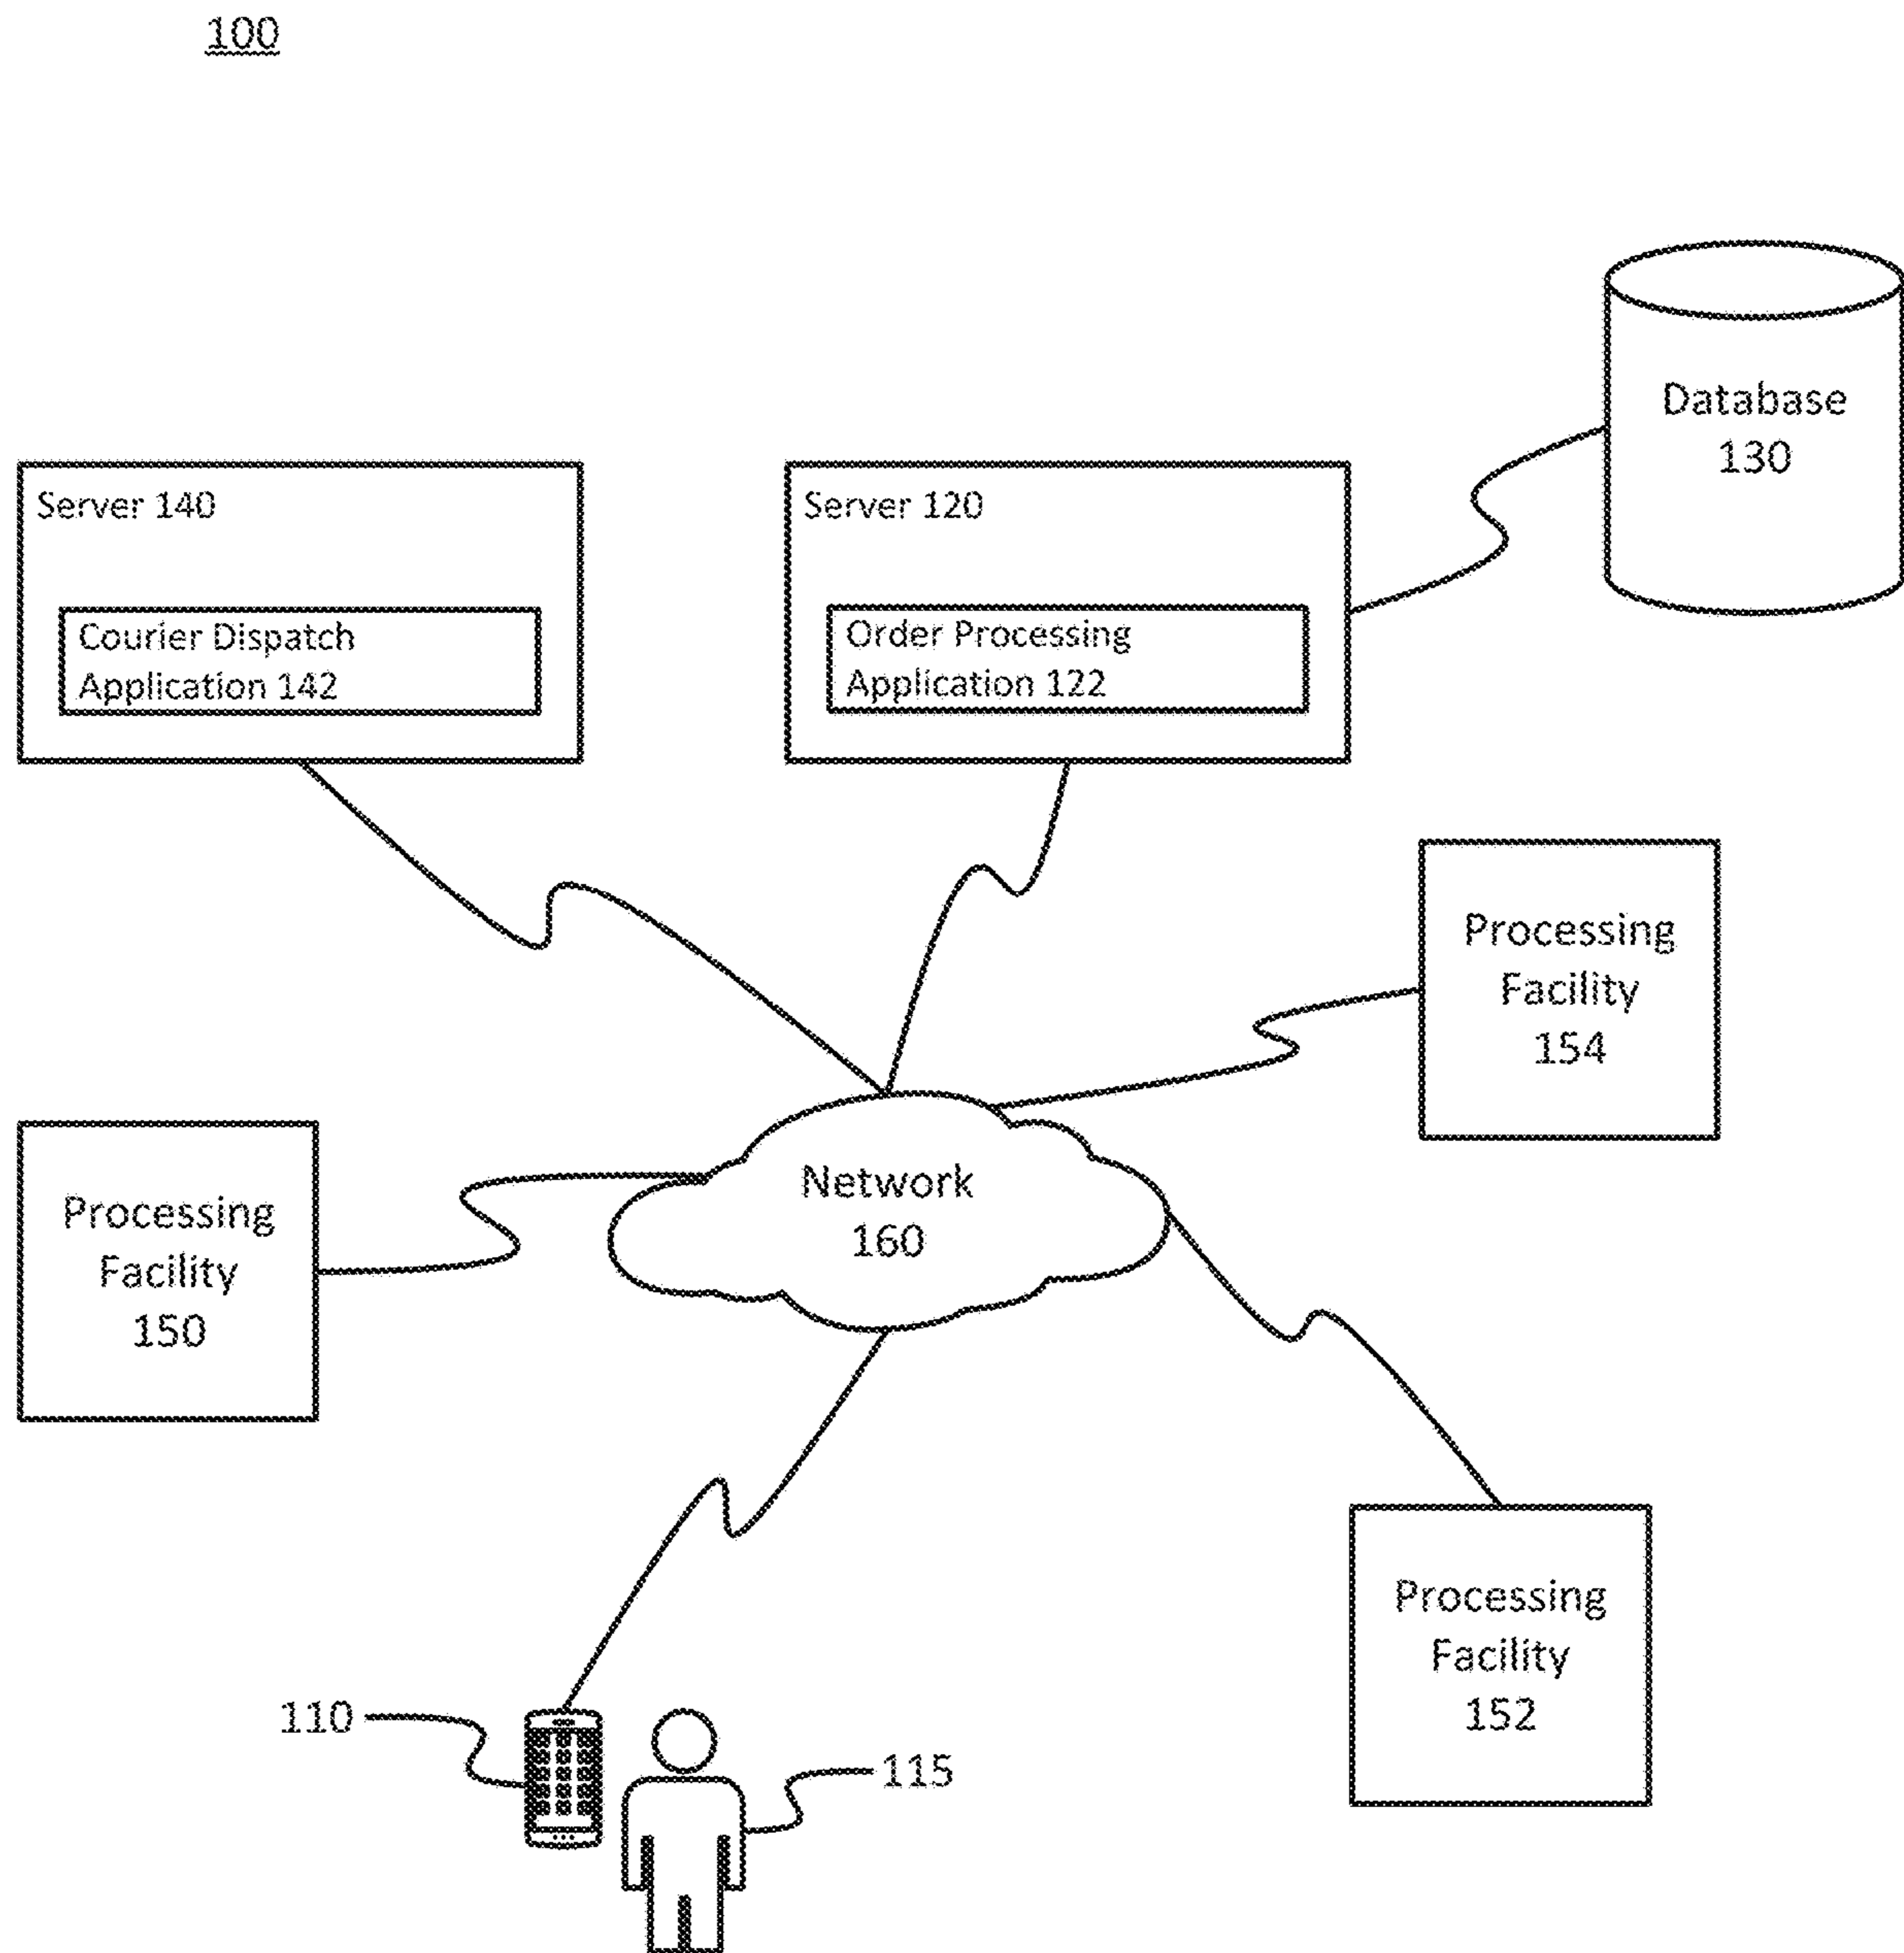 100
Database
130
Server 140
Courier Dispatch
Application 142
Server 120
Order Processing
Application 122
Processing
Facility
154
Processing
Facility
150
Network
160
Processing
Facility
152
110
115